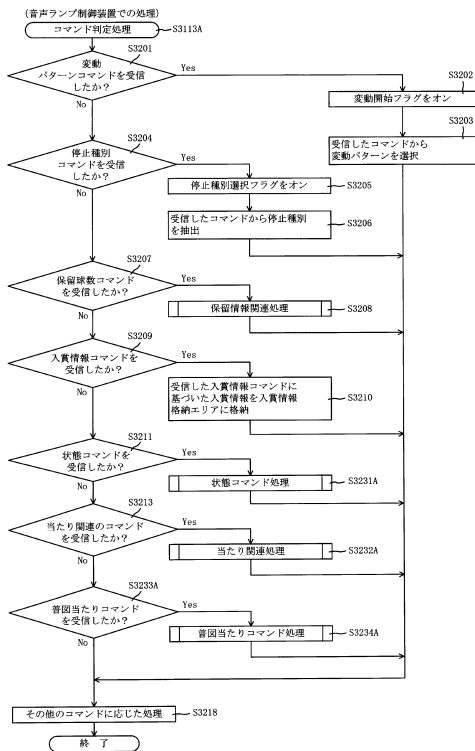 (音声ランプ制御装置での処理)
コマンド判定処理
S3113A
S3201
変動
パターンコマンドを受信
したか?
Yes
No
S3202
変動開始フラグをオン
S3203
受信したコマンドから
変動パターンを選択
S3204
停止種別
コマンドを受信
したか?
Yes
No
停止種別選択フラグをオン
S3205
受信したコマンドから停止種別
を抽出
S3206
S3207
保留球数コマンド
を受信したか?
Yes
No
保留情報関連処理
S3208
S3209
入賞情報コマンドを
受信したか?
Yes
No
受信した入賞情報コマンドに
基づいた入賞情報を入賞情報
格納エリアに格納
S3210
S3211
状態コマンドを
受信したか?
Yes
No
状態コマンド処理
S3231A
S3213
当たり関連のコマンド
を受信したか?
Yes
No
当たり関連処理
S3232A
S3233A
普図当たりコマンド
を受信したか?
Yes
No
普図当たりコマンド処理
S3234A
その他のコマンドに応じた処理
S3218
終 了